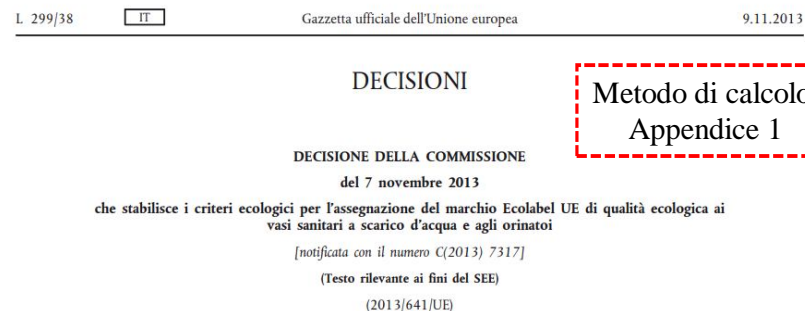 L 299/38 IT Gazzetta ufficiale dell'Unione europea 9.11.2013
DECISIONI
Metodo di calcolo
Appendice 1
DECISIONE DELLA COMMISSIONE
del 7 novembre 2013
che stabilisce i criteri ecologici per l'assegnazione del marchio Ecolabel UE di qualità ecologica ai
vasi sanitari a scarico d'acqua e agli orinatoi
[notificata con il numero C(2013) 7317]
(Testo rilevante ai fini del SEE)
(2013/641/UE)